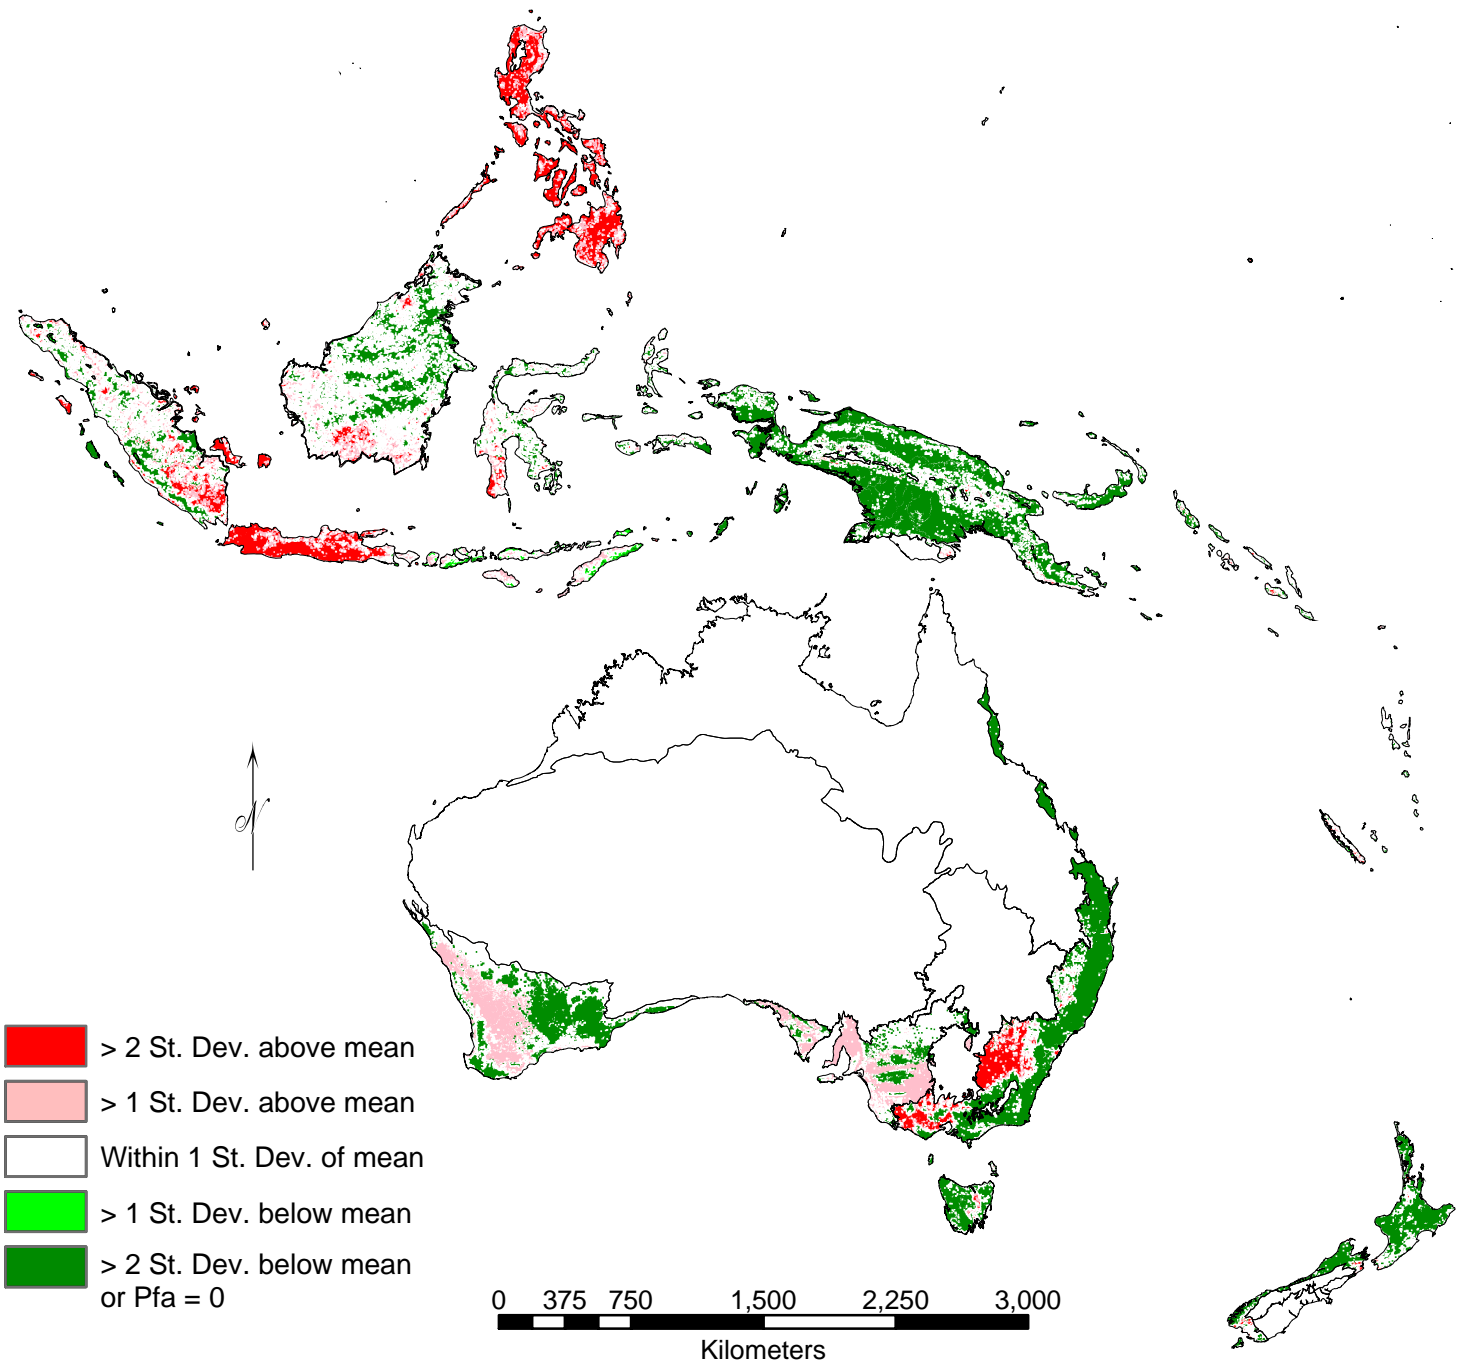 N
> 2 St. Dev. above mean
> 1 St. Dev. above mean
Within 1 St. Dev. of mean
> 1 St. Dev. below mean
> 2 St. Dev. below mean
or Pfa = 0
0 375 750 1,500 2,250 3,000
Kilometers